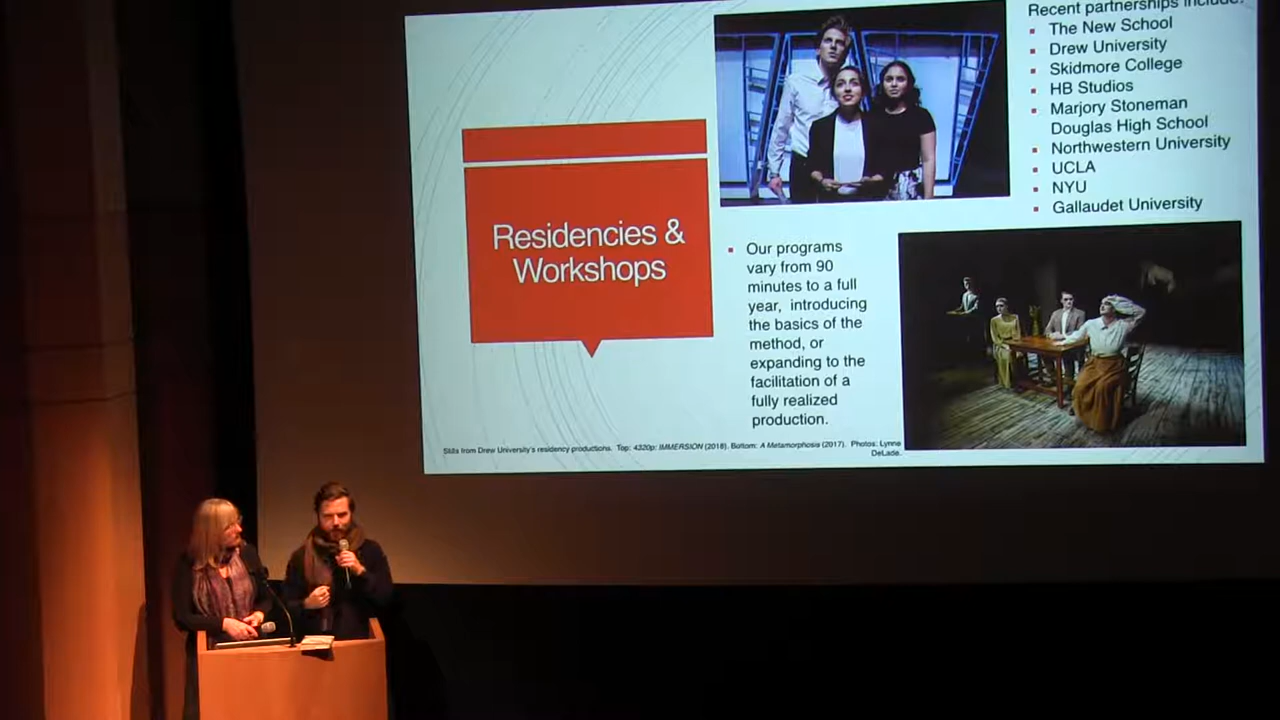 Residencies &
Workshops
Recent partnerships include:
▪ The New School
▪ Drew University
▪ Skidmore College
▪ HB Studios
▪ Marjory Stoneman
Douglas High School
▪ Northwestern University
▪ UCLA
▪ NYU
▪ Gallaudet University
▪ Our programs
vary from 90
minutes to a full
year, introducing
the basics of the
method, or
expanding to the
facilitation of a
fully realized
production.
Stills from Drew University's residency productions. Top: 4320p: IMMERSION (2018). Bottom: A Metamorphosis (2017). Photos: Lynne
DeLade.